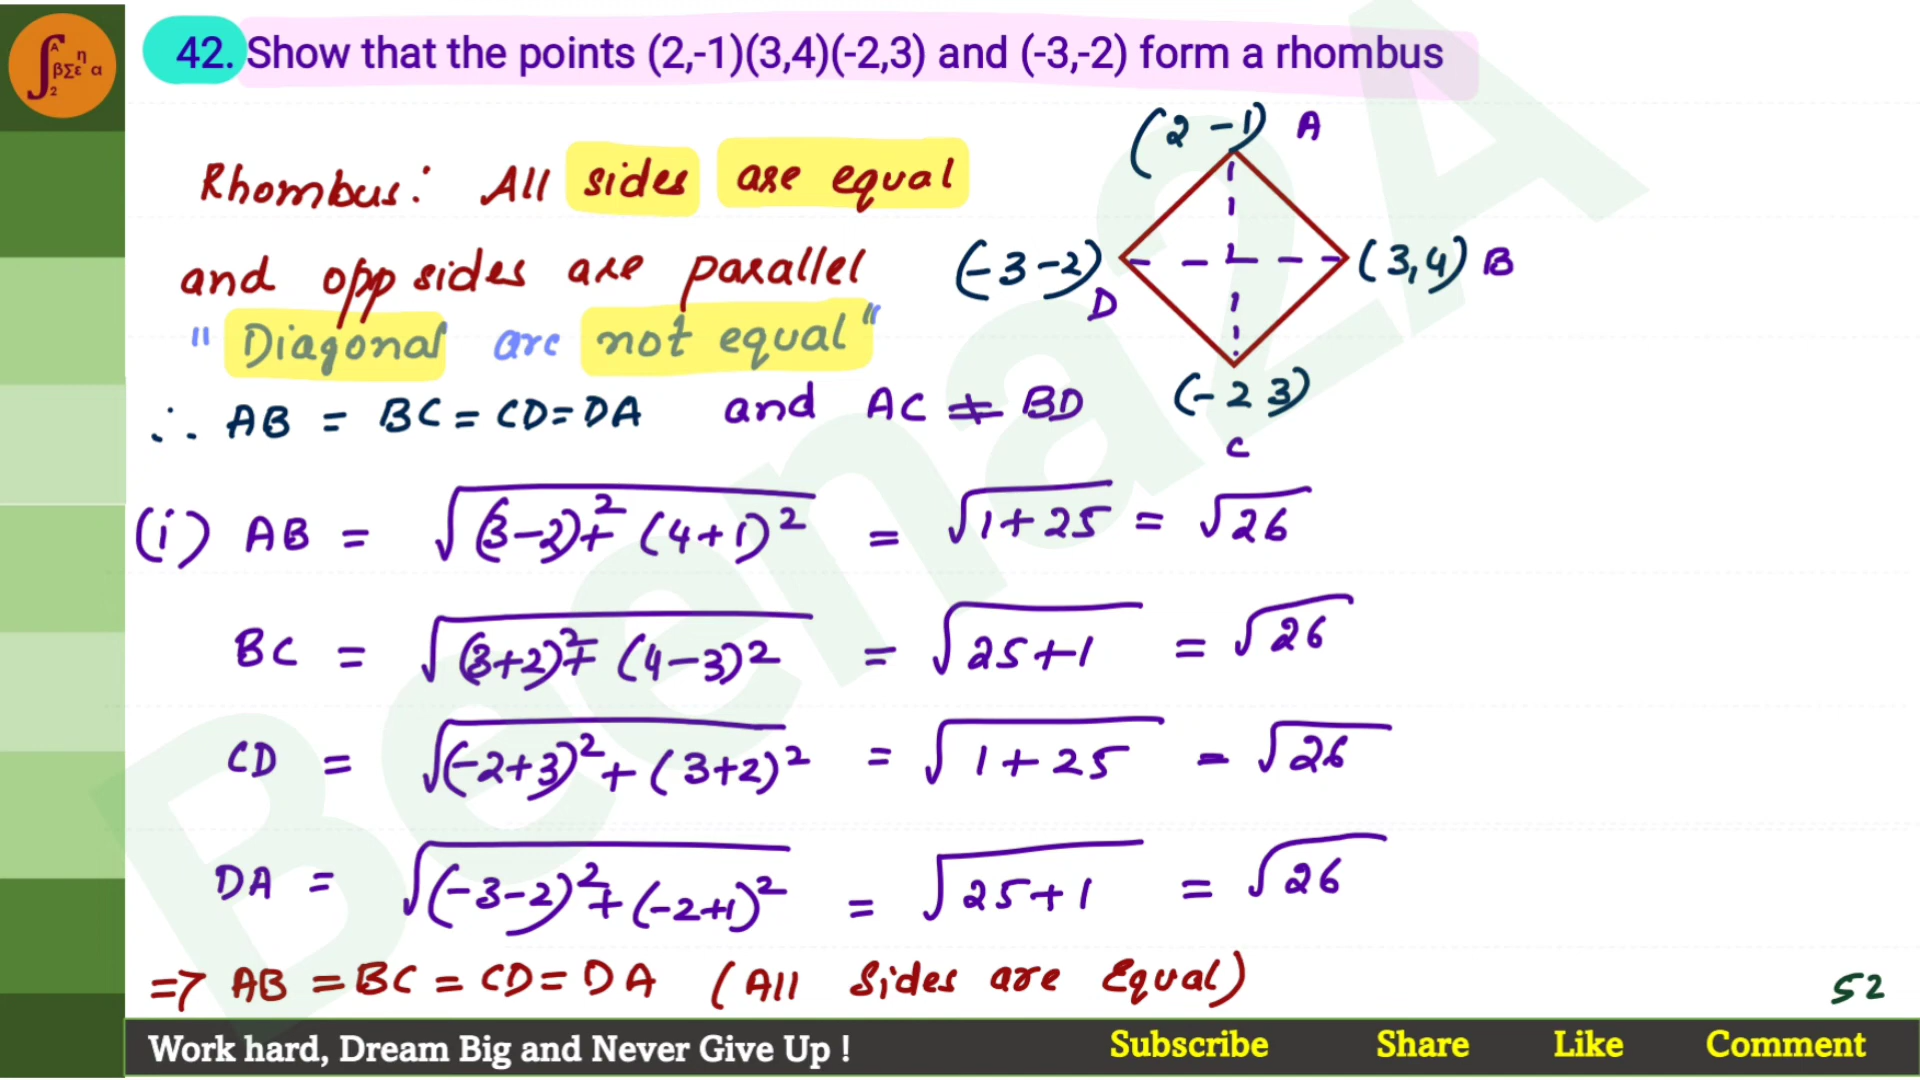 42. Show that the points (2,-1)(3,4)(-2,3) and (-3,-2) form a rhombus
(2 -1) A
Rhombus: All sides are equal
and opp sides are parallel
(-3 -2) D
(3,4) B
"Diagonal are not equal"
(-2 3)
C
∴ AB = BC = CD = DA and AC ≠ BD
(i) AB = √(3-2)² + (4+1)² = √1+25 = √26
BC = √(3+2)² + (4-3)² = √25+1 = √26
CD = √(-2+3)² + (3+2)² = √1+25 = √26
DA = √(-3-2)² + (-2+1)² = √25+1 = √26
⇒ AB = BC = CD = DA (All Sides are Equal)
52
Work hard, Dream Big and Never Give Up !
Subscribe Share Like Comment
Beena2A